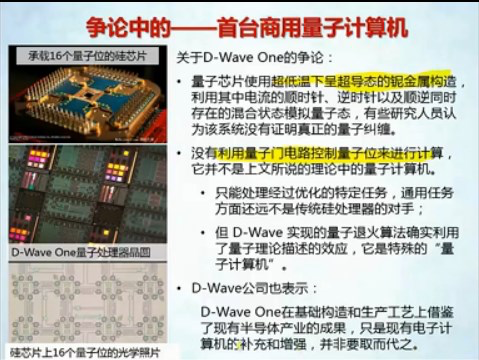 争论中的——首台商用量子计算机
承载16个量子位的硅芯片
D-Wave One量子处理器晶圆
硅芯片上16个量子位的光学照片
关于D-Wave One的争论：
• 量子芯片使用超低温下呈超导态的铌金属构造，
利用其中电流的顺时针、逆时针以及顺逆同时
存在的混合状态模拟量子态，有些研究人员认
为该系统没有证明真正的量子纠缠。
• 没有利用量子门电路控制量子位来进行计算，
它并不是上文所说的理论中的量子计算机。
• 只能处理经过优化的特定任务，通用任务
方面还远不是传统硅处理器的对手；
• 但 D-Wave 实现的量子退火算法确实利用
了量子理论描述的效应，它是特殊的“量
子计算机”。
• D-Wave公司也表示：
D-Wave One在基础构造和生产工艺上借鉴
了现有半导体产业的成果，只是现有电子计
算机的补充和增强，并非要取而代之。